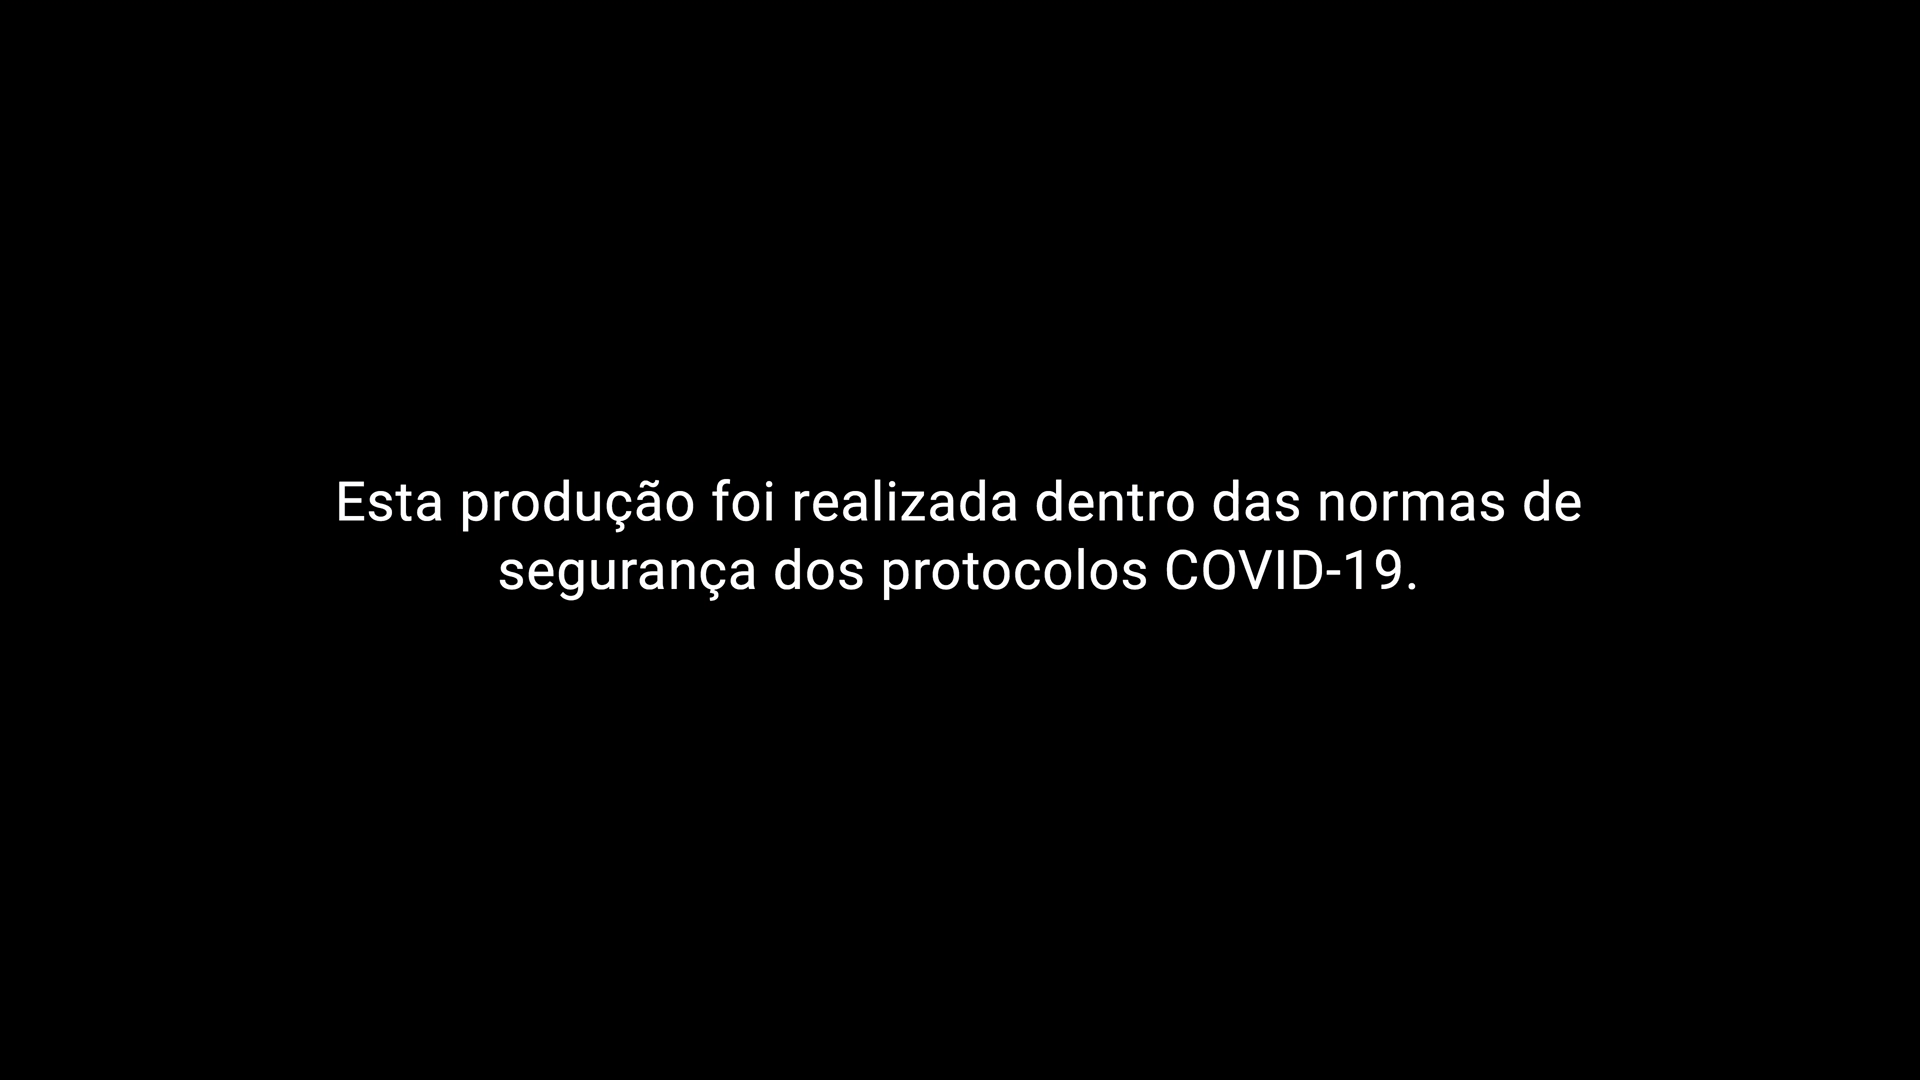 Esta produção foi realizada dentro das normas de
segurança dos protocolos COVID-19.